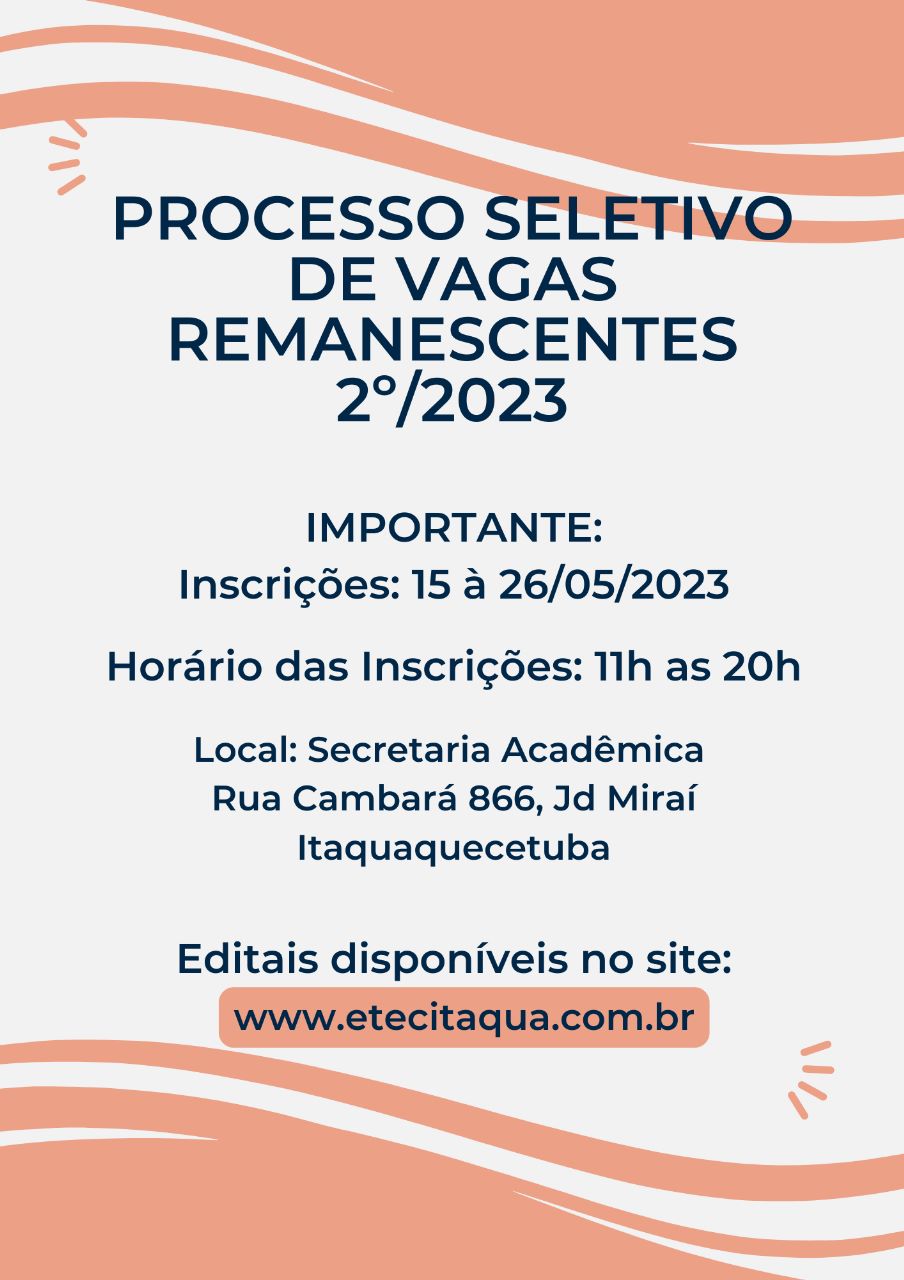 PROCESSO SELETIVO
DE VAGAS
REMANESCENTES
2º/2023
IMPORTANTE:
Inscrições: 15 à 26/05/2023
Horário das Inscrições: 11h as 20h
Local: Secretaria Acadêmica
Rua Cambará 866, Jd Miraí
Itaquaquecetuba
Editais disponíveis no site:
www.etecitaqua.com.br